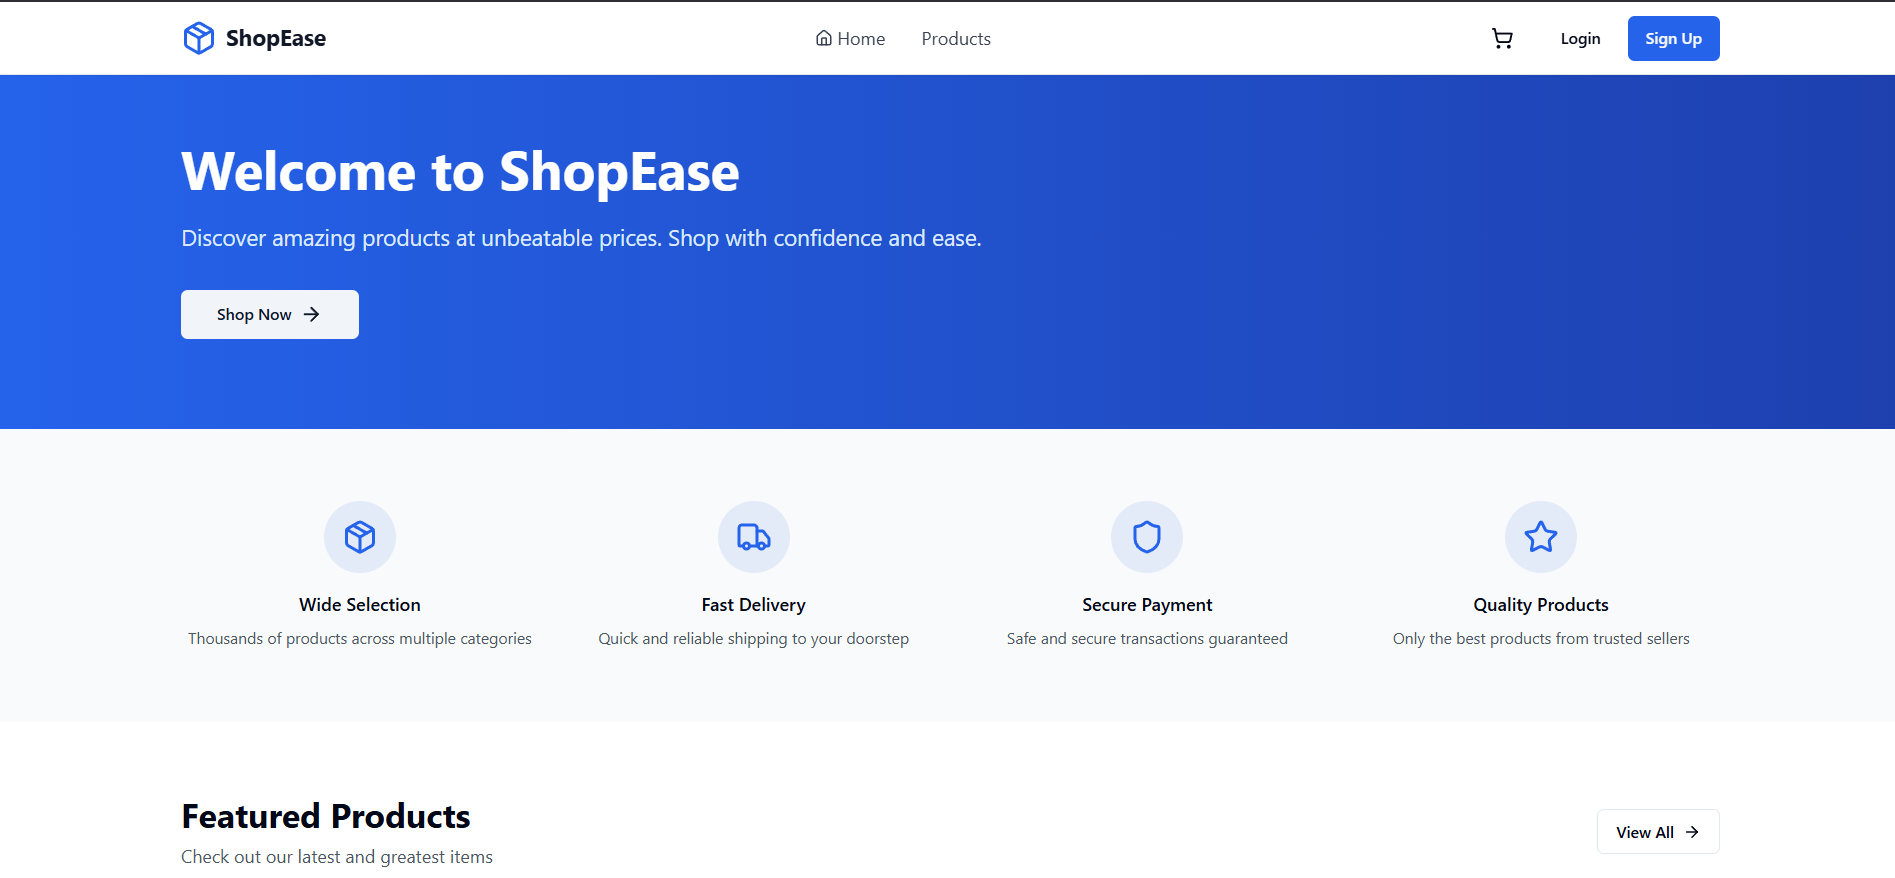 ShopEase
Home
Products
Login
Sign Up
Welcome to ShopEase
Discover amazing products at unbeatable prices. Shop with confidence and ease.
Shop Now
Wide Selection
Thousands of products across multiple categories
Fast Delivery
Quick and reliable shipping to your doorstep
Secure Payment
Safe and secure transactions guaranteed
Quality Products
Only the best products from trusted sellers
Featured Products
Check out our latest and greatest items
View All